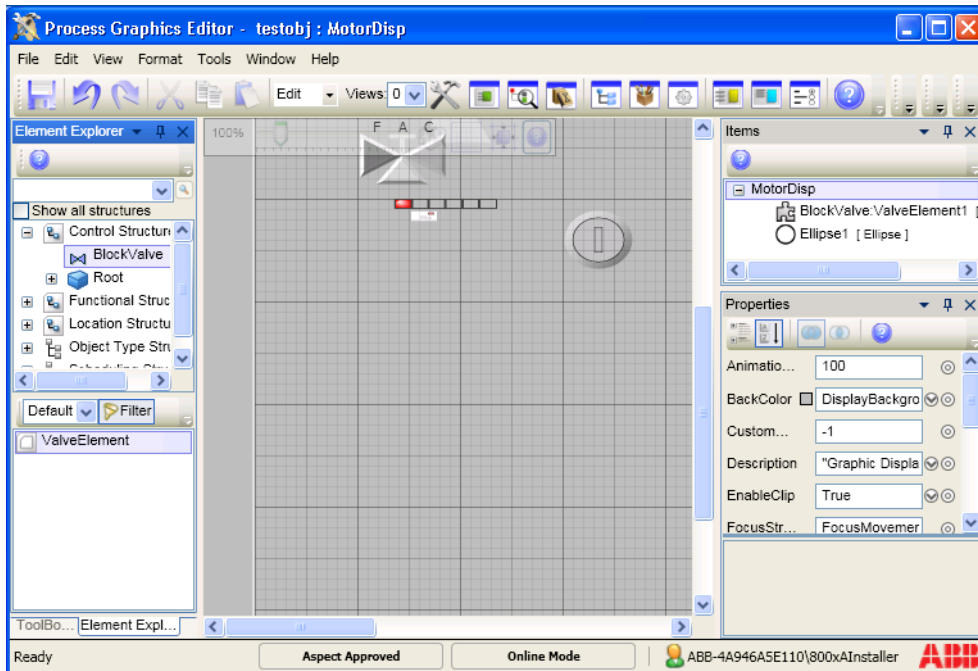 Process Graphics Editor - testobj : MotorDisp
File Edit View Format Tools Window Help
Edit Views: 0
Element Explorer
Show all structures
Control Structure
BlockValve
Root
Functional Struc
Location Structu
Object Type Stru
Default Filter
ValveElement
ToolBo... Element Expl...
100%
F A C
Items
MotorDisp
BlockValve:ValveElement1 [
Ellipse1 [ Ellipse ]
Properties
Animatio... 100
BackColor DisplayBackgro
Custom... -1
Description "Graphic Displa
EnableClip True
FocusStr... FocusMovemer
Ready Aspect Approved Online Mode ABB-4A946A5E110\800xAInstaller ABB